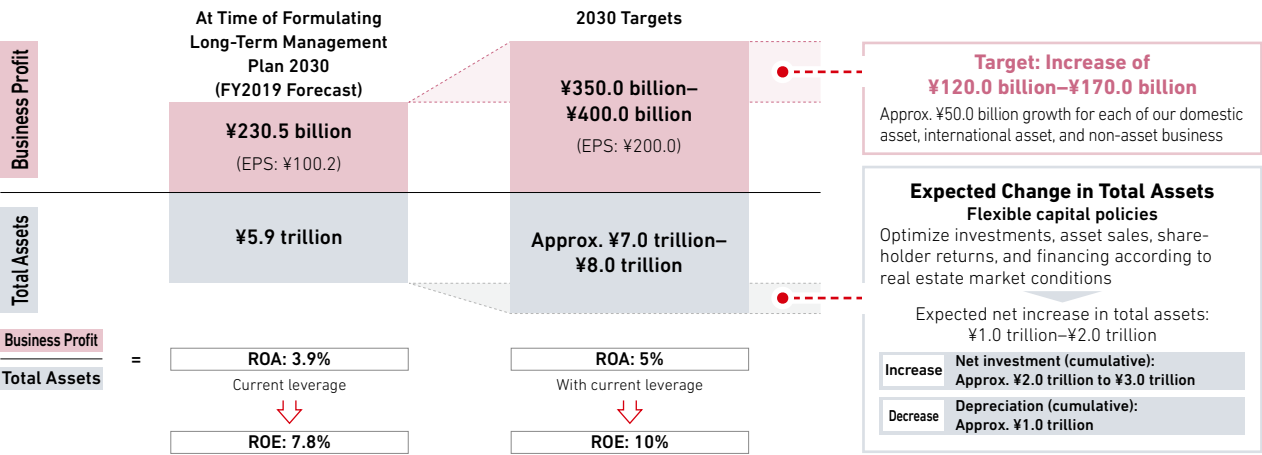 At Time of Formulating
Long-Term Management
Plan 2030
(FY2019 Forecast)
2030 Targets
Business Profit
¥230.5 billion
(EPS: ¥100.2)
¥350.0 billion–
¥400.0 billion
(EPS: ¥200.0)
Target: Increase of
¥120.0 billion–¥170.0 billion
Approx. ¥50.0 billion growth for each of our domestic
asset, international asset, and non-asset business
Total Assets
¥5.9 trillion
Approx. ¥7.0 trillion–
¥8.0 trillion
Expected Change in Total Assets
Flexible capital policies
Optimize investments, asset sales, share-
holder returns, and financing according to
real estate market conditions
Expected net increase in total assets:
¥1.0 trillion–¥2.0 trillion
Increase
Net investment (cumulative):
Approx. ¥2.0 trillion to ¥3.0 trillion
Decrease
Depreciation (cumulative):
Approx. ¥1.0 trillion
Business Profit
Total Assets
=
ROA: 3.9%
Current leverage
ROE: 7.8%
ROA: 5%
With current leverage
ROE: 10%